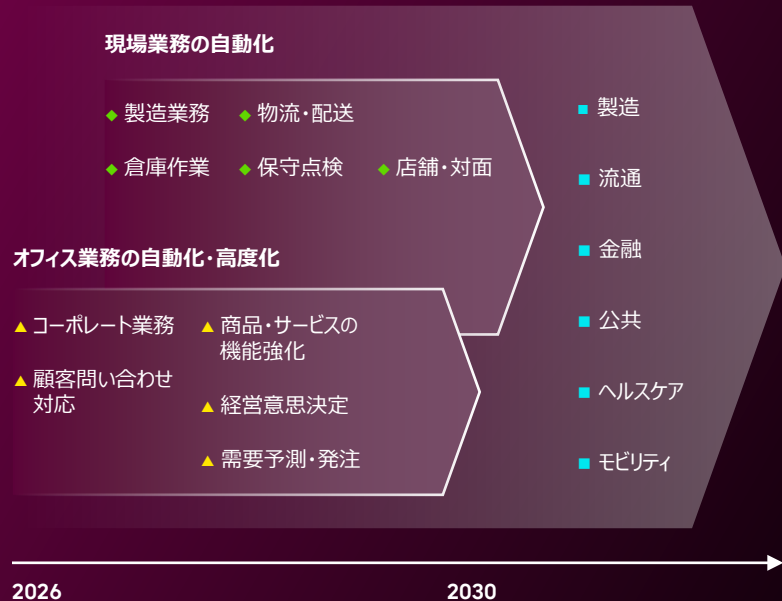 現場業務の自動化
◆ 製造業務 ◆ 物流・配送
◆ 倉庫作業 ◆ 保守点検 ◆ 店舗・対面
オフィス業務の自動化・高度化
▲ コーポレート業務
▲ 顧客問い合わせ
対応
▲ 商品・サービスの
機能強化
▲ 経営意思決定
▲ 需要予測・発注
■ 製造
■ 流通
■ 金融
■ 公共
■ ヘルスケア
■ モビリティ
2026 2030